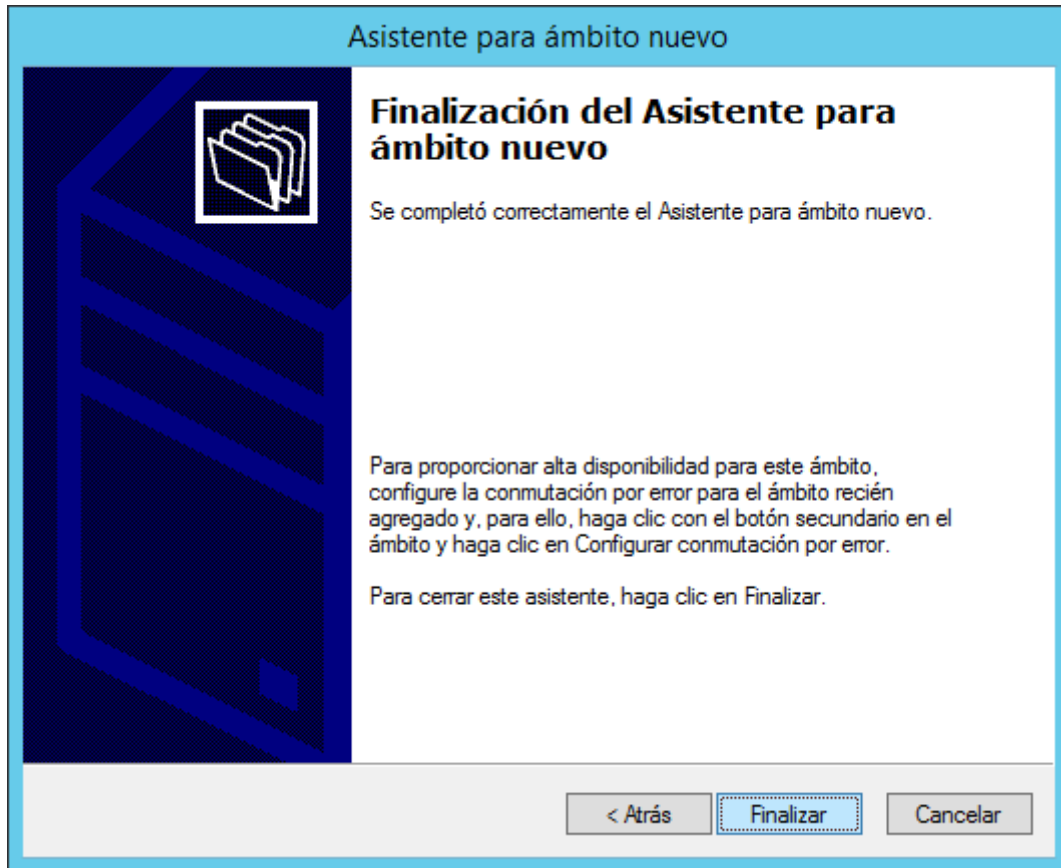 Asistente para ámbito nuevo
Finalización del Asistente para
ámbito nuevo
Se completó correctamente el Asistente para ámbito nuevo.
Para proporcionar alta disponibilidad para este ámbito,
configure la conmutación por error para el ámbito recién
agregado y, para ello, haga clic con el botón secundario en el
ámbito y haga clic en Configurar conmutación por error.
Para cerrar este asistente, haga clic en Finalizar.
< Atrás Finalizar Cancelar